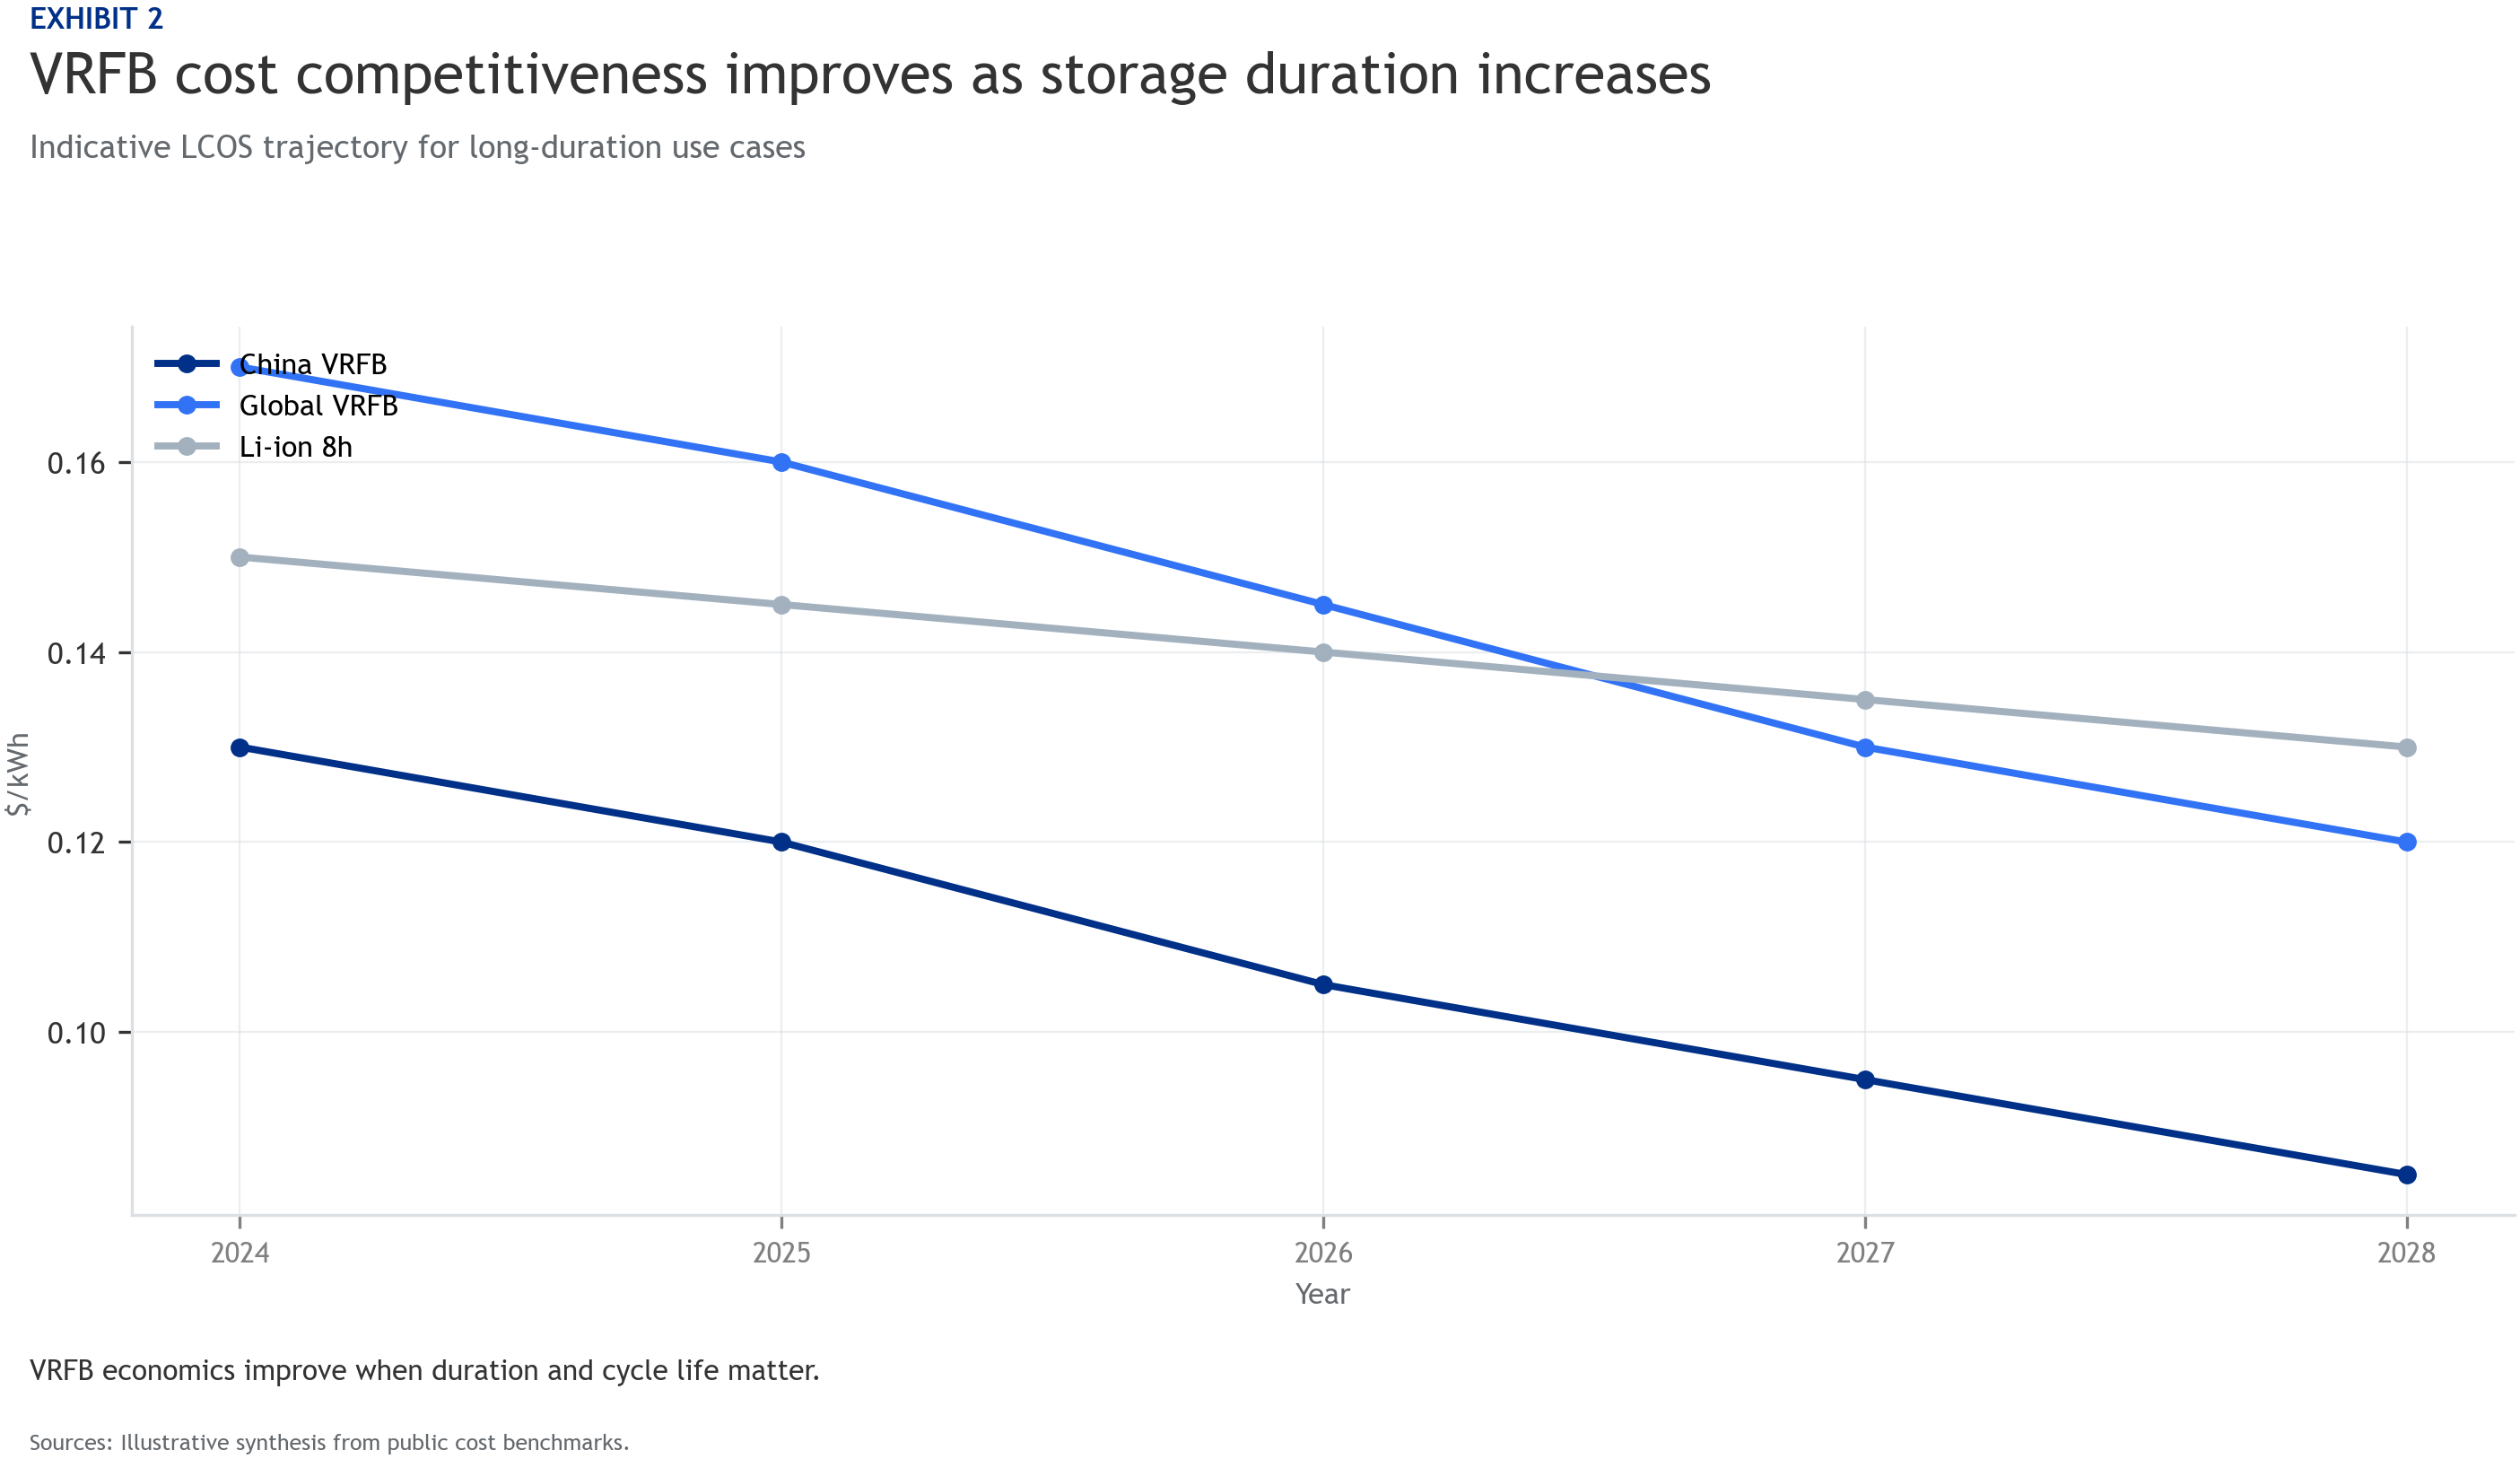 EXHIBIT 2
VRFB cost competitiveness improves as storage duration increases
Indicative LCOS trajectory for long-duration use cases
China VRFB
Global VRFB
Li-ion 8h
0.16
0.14
0.12
0.10
$/kWh
2024
2025
2026
2027
2028
Year
VRFB economics improve when duration and cycle life matter.
Sources: Illustrative synthesis from public cost benchmarks.